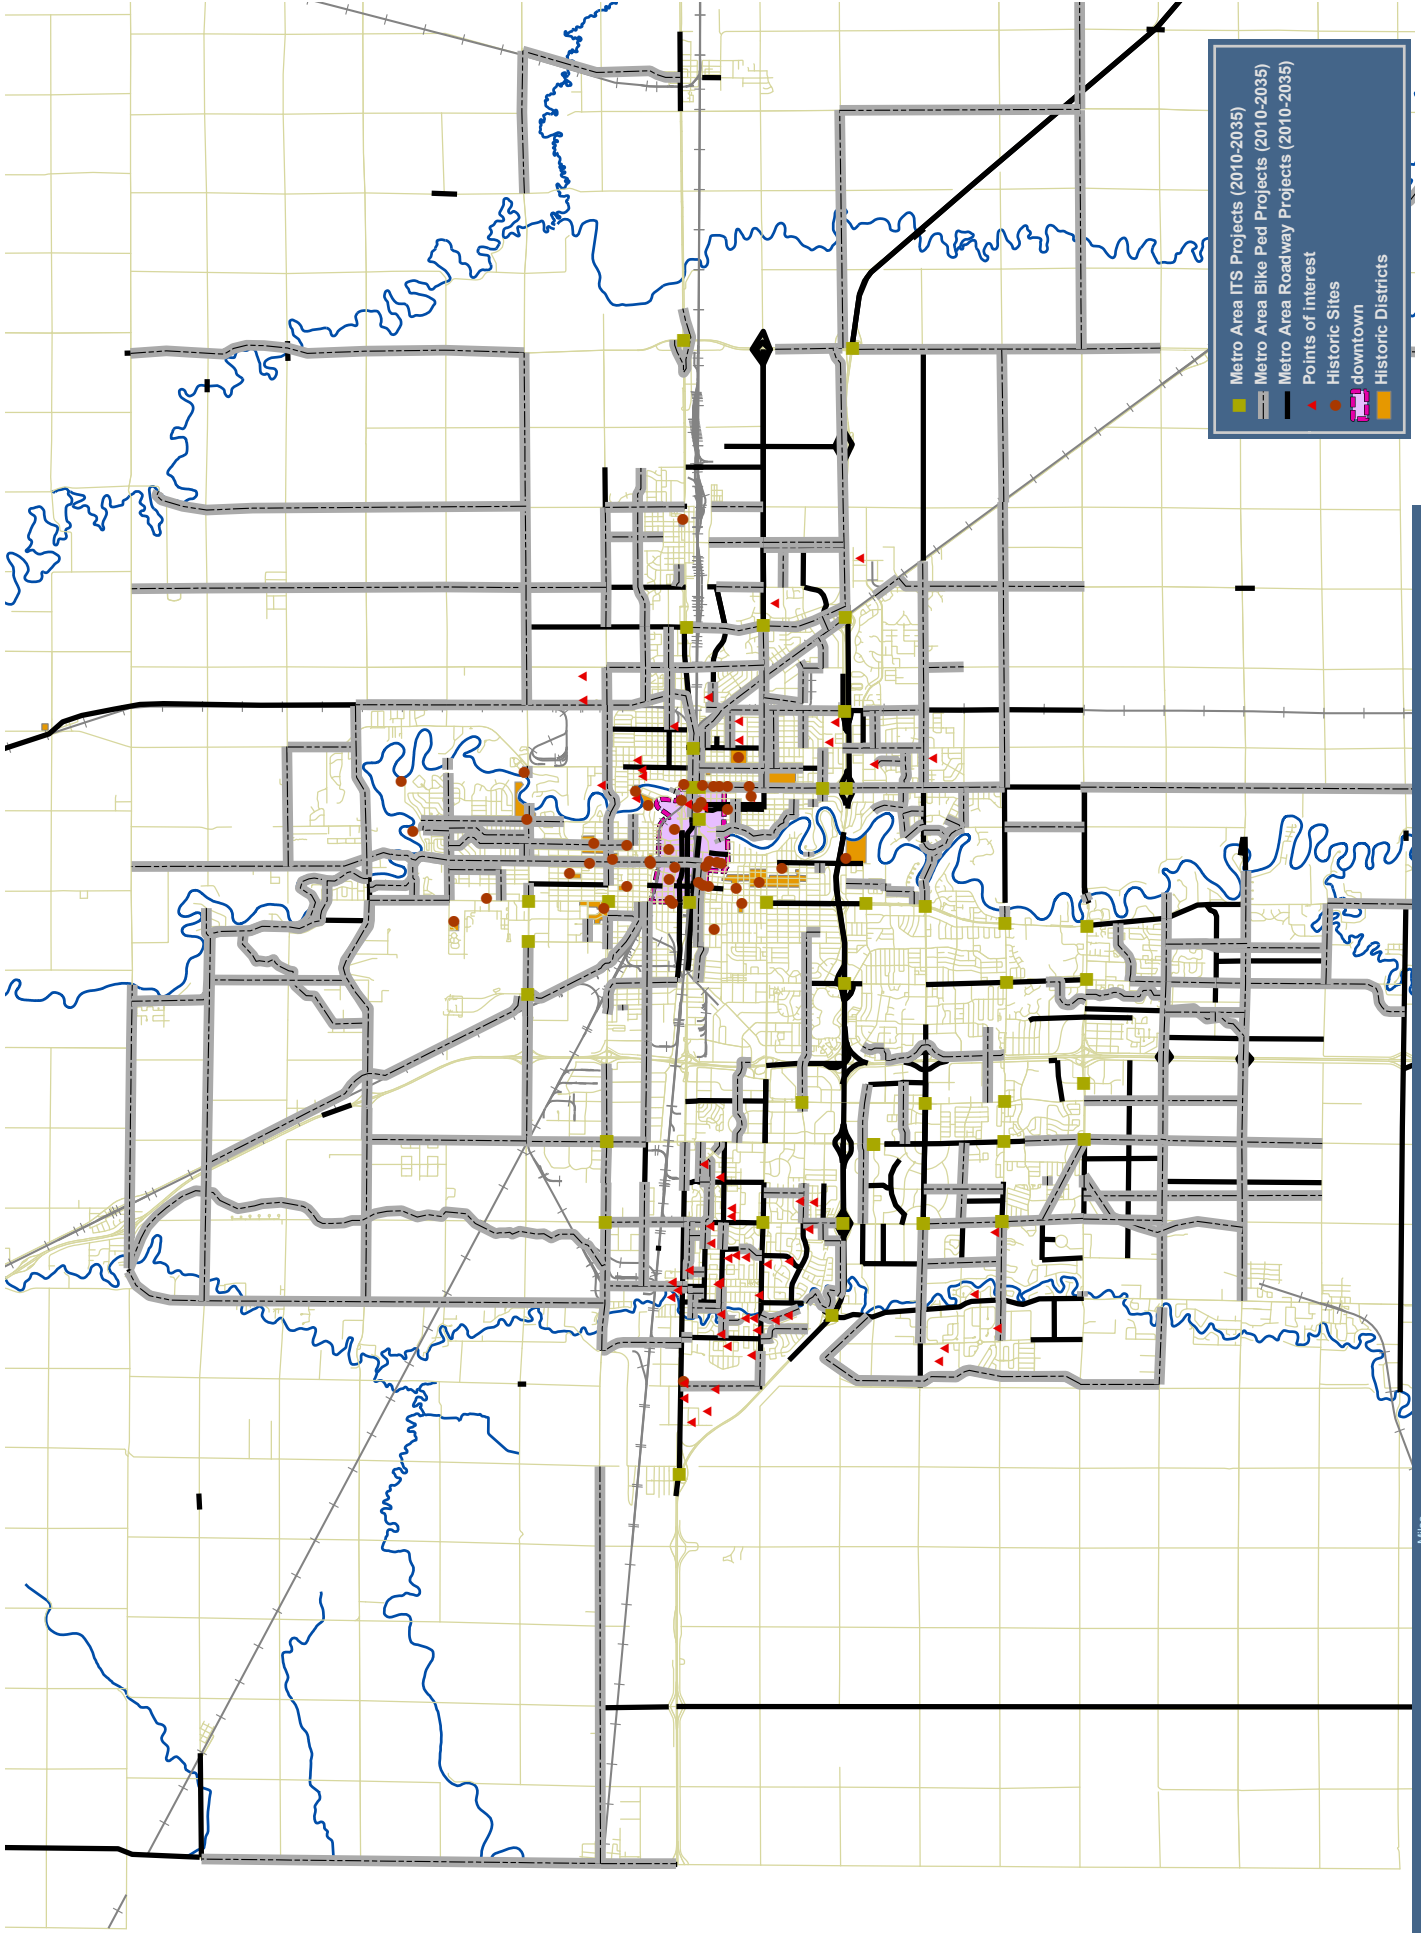 Metro Area ITS Projects (2010-2035)
Metro Area Bike Ped Projects (2010-2035)
Metro Area Roadway Projects (2010-2035)
Points of interest
Historic Sites
downtown
Historic Districts